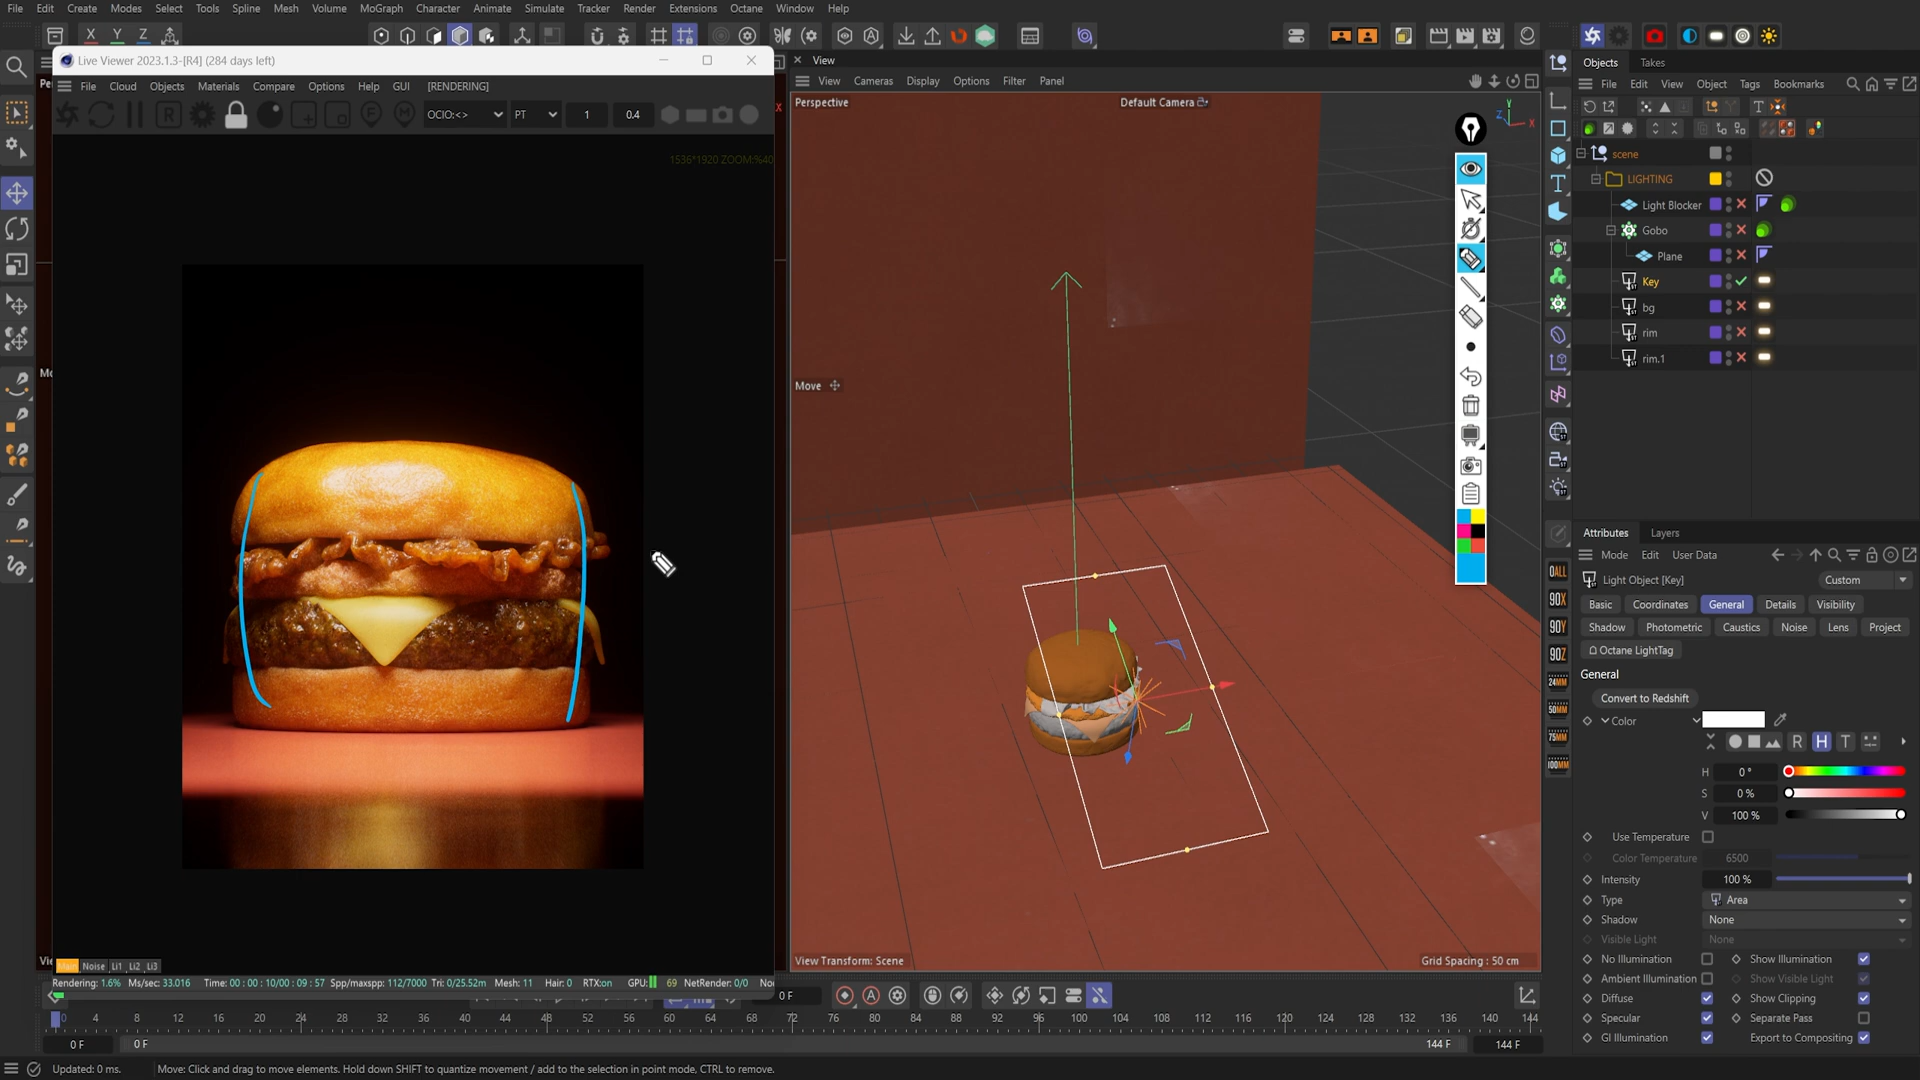 File Edit Create Modes Select Tools Spline Mesh Volume MoGraph Character Animate Simulate Tracker Render Extensions Octane Window Help
X Y Z
Live Viewer 2023.1.3-[R4] (284 days left)
File Cloud Objects Materials Compare Options Help GUI [RENDERING]
R F M OCIO:<> PT 1 0.4
1536*1920 ZOOM:%40
View
View Cameras Display Options Filter Panel
Perspective
Default Camera
Y Z X
Move
View Transform: Scene
Grid Spacing : 50 cm
Main Noise Li1 Li2 Li3
Rendering: 1.6% Ms/sec: 33.016 Time: 00 : 00 : 10/00 : 09 : 57 Spp/maxspp: 112/7000 Tri: 0/25.52m Mesh: 11 Hair: 0 RTX:on GPU: 69 NetRender: 0/0
0 F
0 4 8 12 16 20 24 28 32 36 40 44 48 52 56 60 64 68 72 76 80 84 88 92 96 100 104 108 112 116 120 124 128 132 136 140 144
0 F 0 F 144 F 144 F
Updated: 0 ms. Move: Click and drag to move elements. Hold down SHIFT to quantize movement / add to the selection in point mode, CTRL to remove.
0ALL
90X
90Y
90Z
24MM
50MM
75MM
100MM
Objects Takes
File Edit View Object Tags Bookmarks
scene
LIGHTING
Light Blocker
Gobo
Plane
Key
bg
rim
rim.1
Attributes Layers
Mode Edit User Data
Light Object [Key] Custom
Basic Coordinates General Details Visibility
Shadow Photometric Caustics Noise Lens Project
Octane LightTag
General
Convert to Redshift
Color
R H T
H 0 °
S 0 %
V 100 %
Use Temperature
Color Temperature 6500
Intensity 100 %
Type Area
Shadow None
Visible Light None
No Illumination Show Illumination
Ambient Illumination Show Visible Light
Diffuse Show Clipping
Specular Separate Pass
GI Illumination Export to Compositing